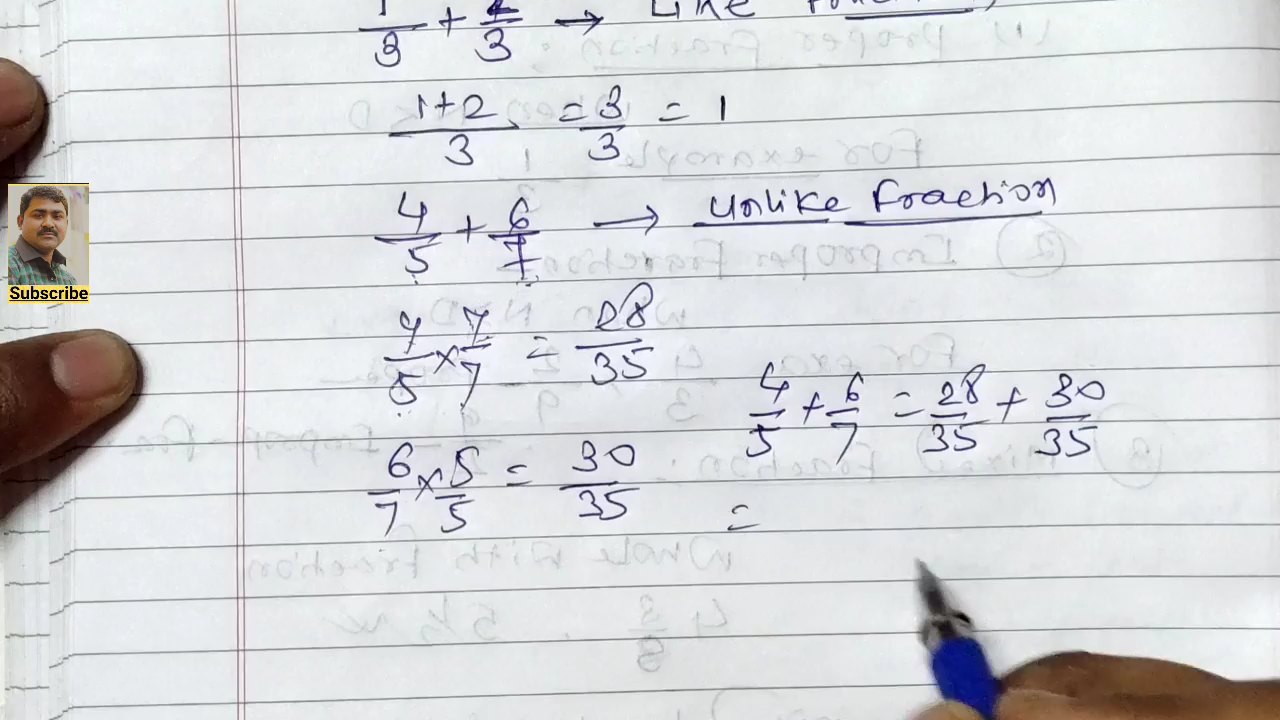 1/3 + 2/3 → Like
1+2/3 = 3/3 = 1
4/5 + 6/7 → Unlike Fraction
4/5 × 7/7 = 28/35
4/5 + 6/7 = 28/35 + 30/35
6/7 × 5/5 = 30/35
=
Subscribe